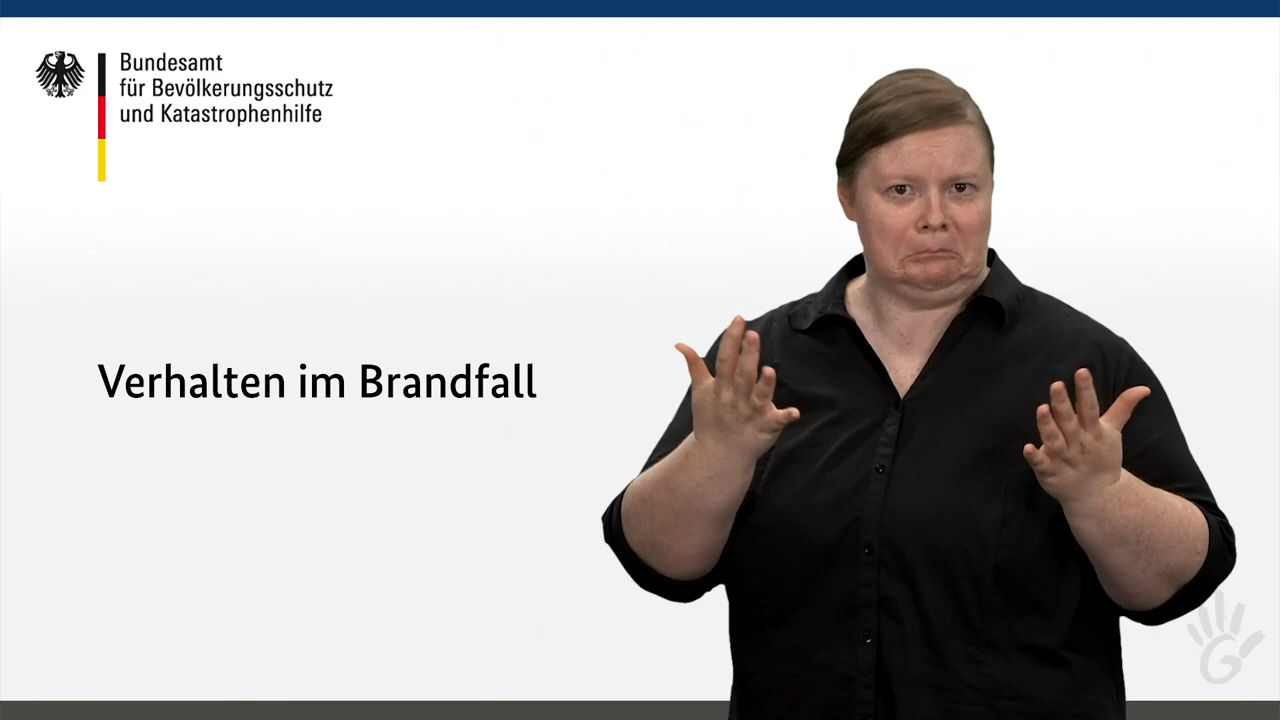 Bundesamt
für Bevölkerungsschutz
und Katastrophenhilfe
Verhalten im Brandfall